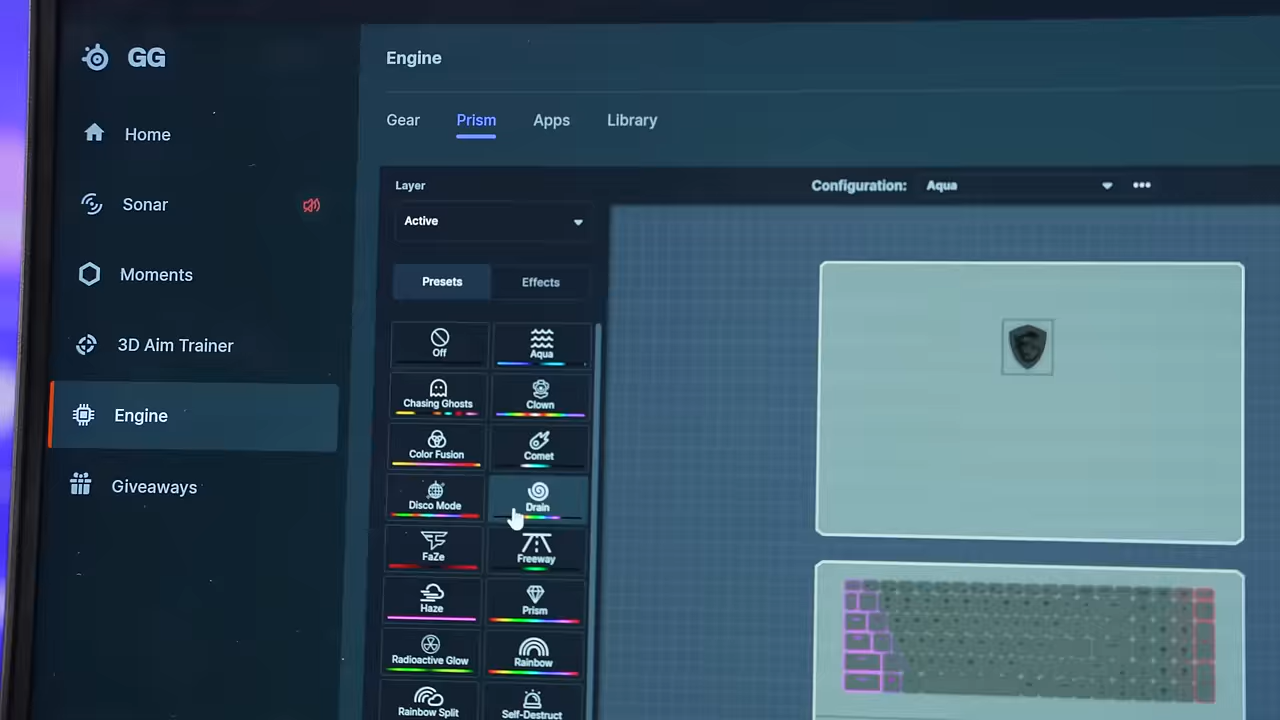 GG
Home
Sonar
Moments
3D Aim Trainer
Engine
Giveaways
Engine
Gear Prism Apps Library
Layer
Active
Configuration: Aqua
Presets Effects
Off Aqua
Chasing Ghosts Clown
Color Fusion Comet
Disco Mode Drain
FaZe Freeway
Haze Prism
Radioactive Glow Rainbow
Rainbow Split Self-Destruct